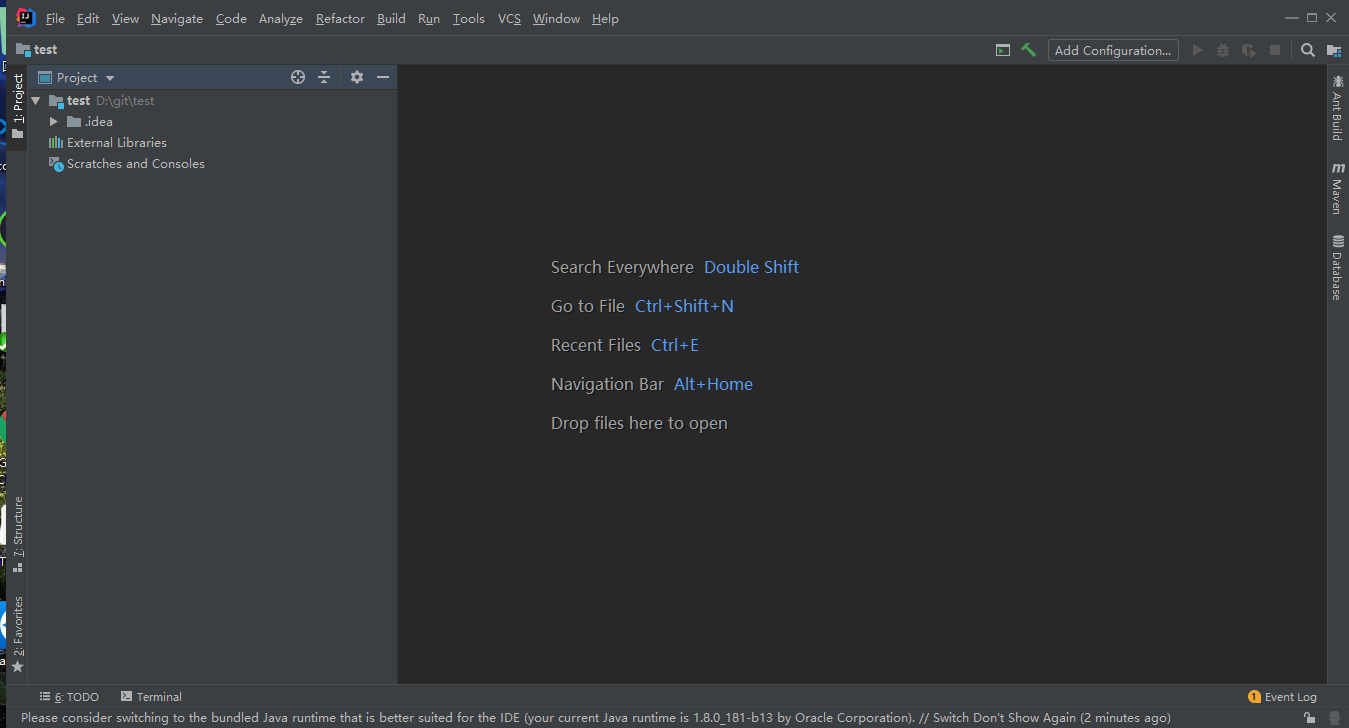 File Edit View Navigate Code Analyze Refactor Build Run Tools VCS Window Help
test
Add Configuration...
1: Project
Project
test D:\git\test
.idea
External Libraries
Scratches and Consoles
Search Everywhere Double Shift
Go to File Ctrl+Shift+N
Recent Files Ctrl+E
Navigation Bar Alt+Home
Drop files here to open
Ant Build
m Maven
Database
7: Structure
2: Favorites
6: TODO Terminal
1 Event Log
Please consider switching to the bundled Java runtime that is better suited for the IDE (your current Java runtime is 1.8.0_181-b13 by Oracle Corporation). // Switch Don't Show Again (2 minutes ago)